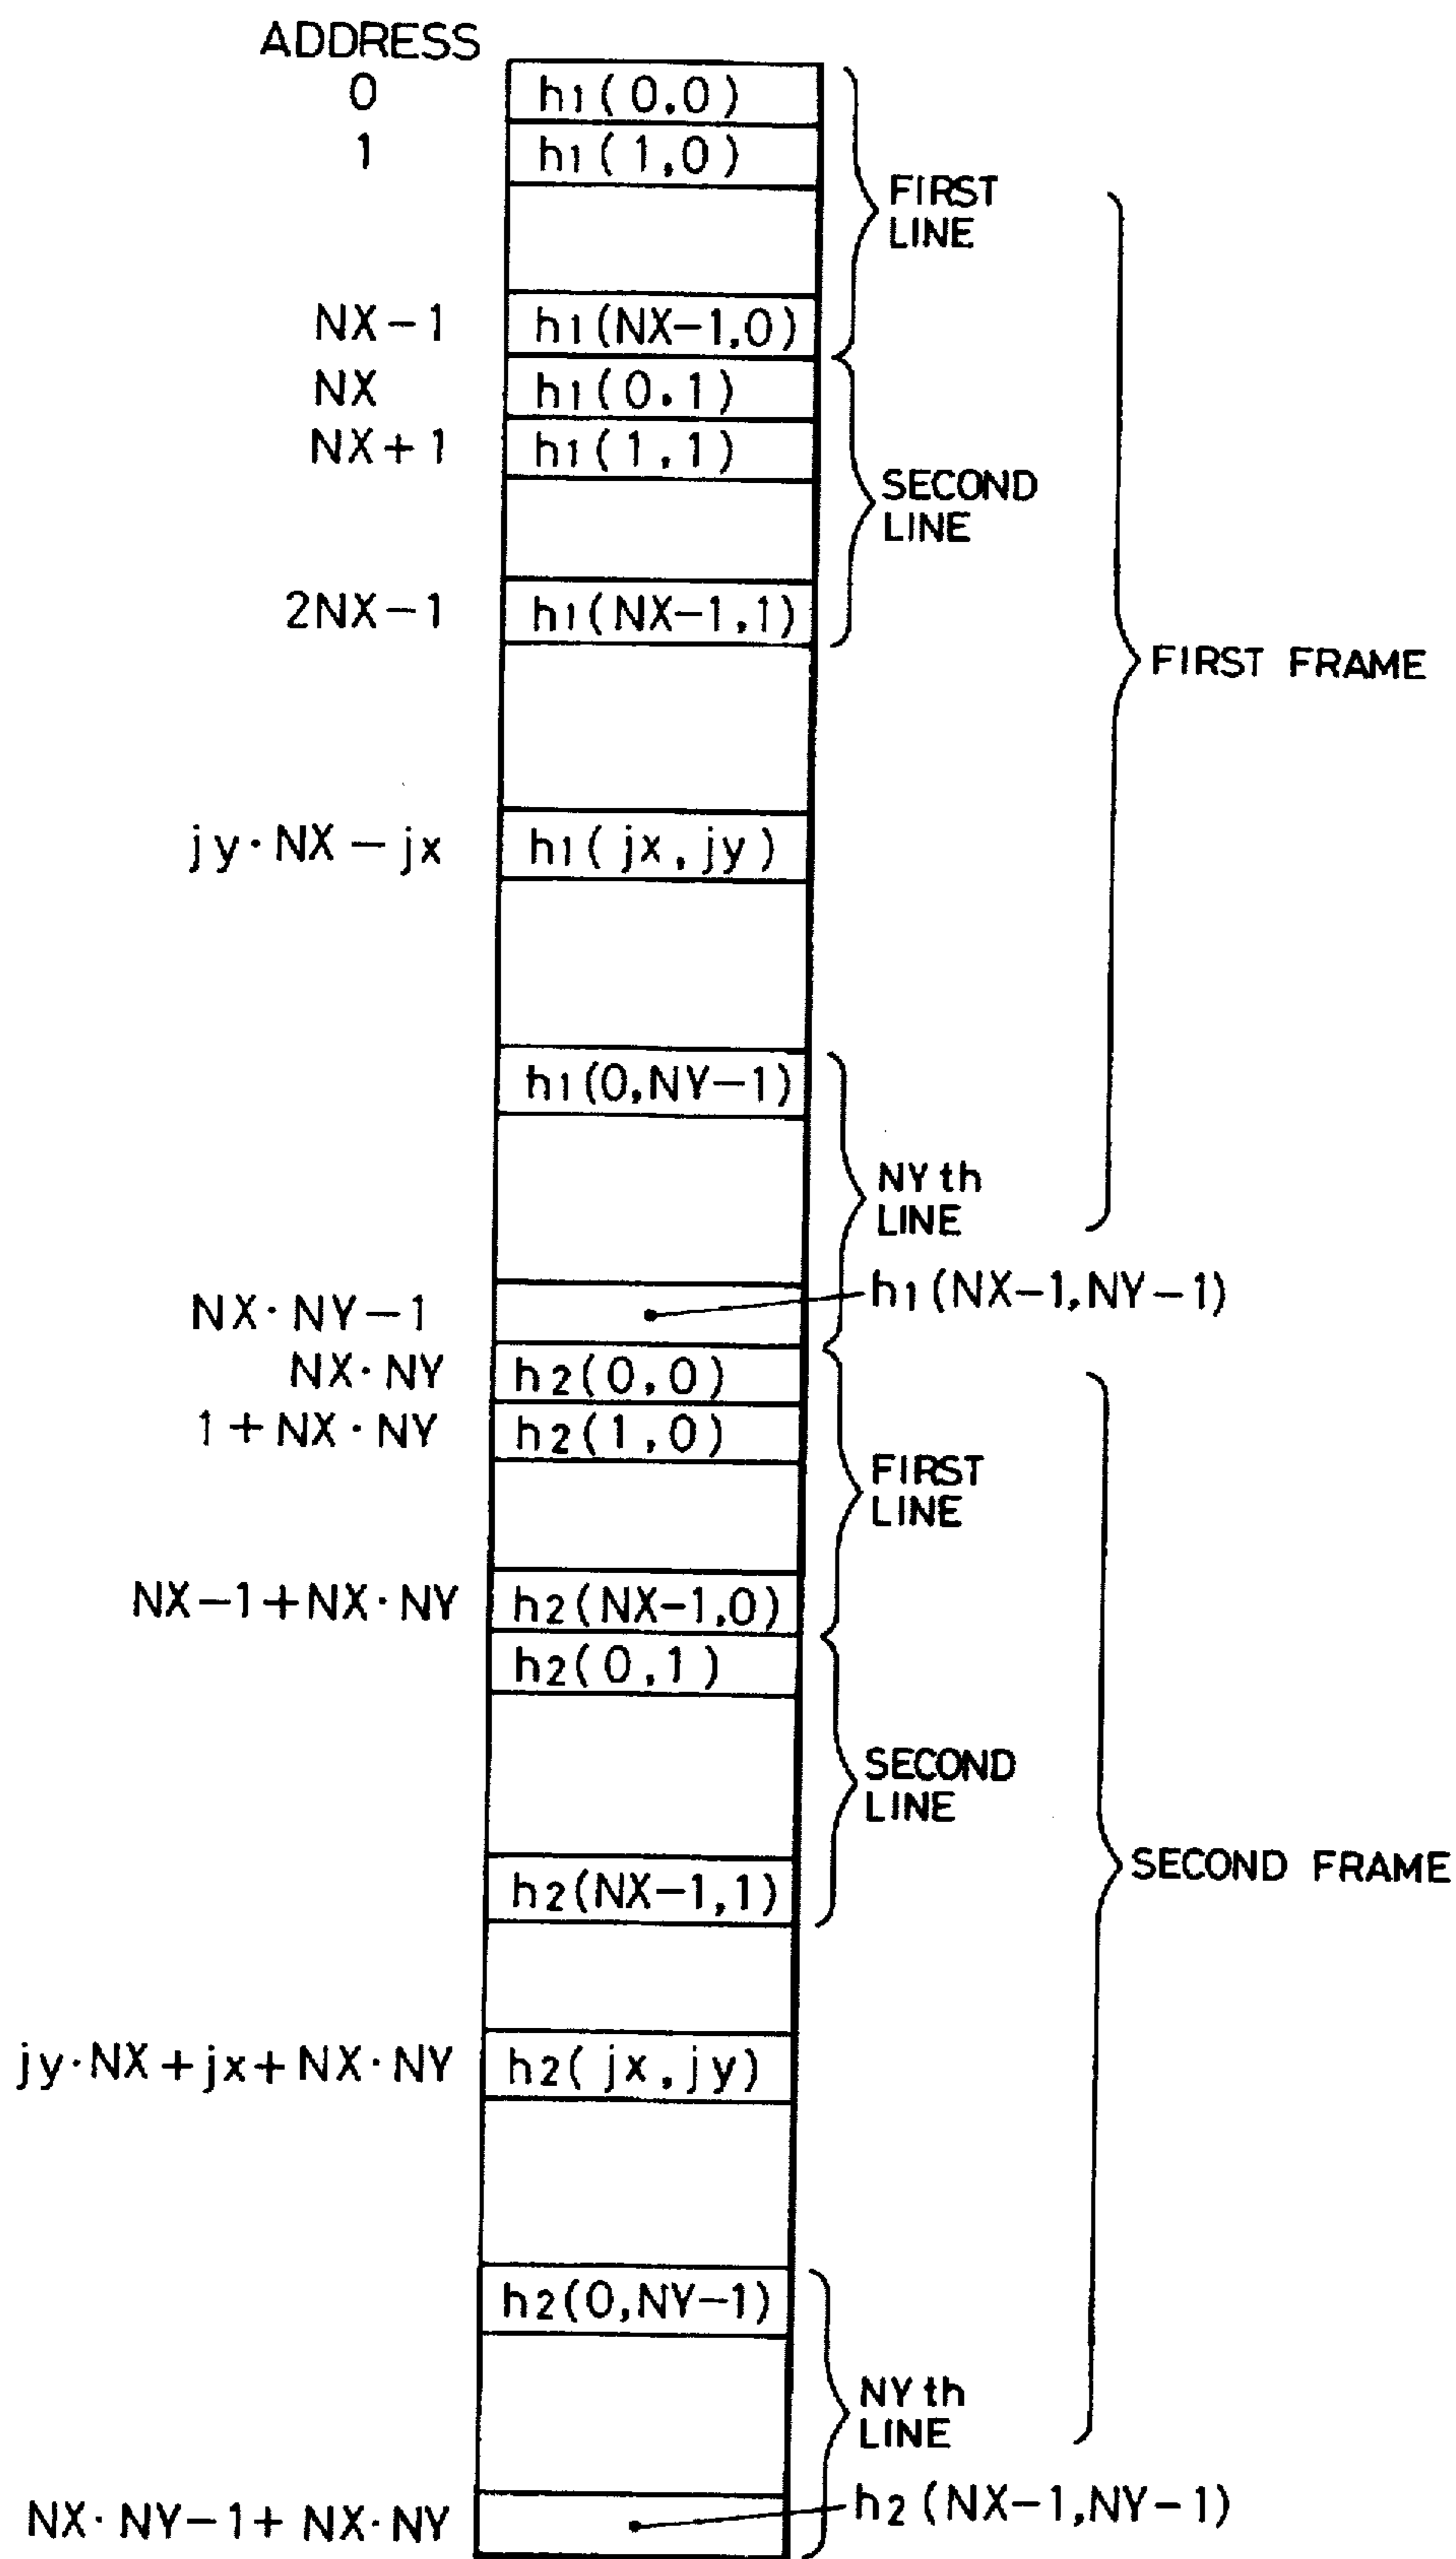 ADDRESS
0 h1(0,0)
1 h1(1,0)
FIRST
LINE
NX-1 h1(NX-1,0)
NX h1(0.1)
NX+1 h1(1,1)
SECOND
LINE
2NX-1 h1(NX-1,1)
FIRST FRAME
jy·NX-jx h1(jx,jy)
h1(0,NY-1)
NYth
LINE
NX·NY-1 h1(NX-1,NY-1)
NX·NY h2(0,0)
1+NX·NY h2(1,0)
FIRST
LINE
NX-1+NX·NY h2(NX-1,0)
h2(0,1)
SECOND
LINE
SECOND FRAME
h2(NX-1,1)
jy·NX+jx+NX·NY h2(jx,jy)
h2(0,NY-1)
NYth
LINE
NX·NY-1+NX·NY h2(NX-1,NY-1)